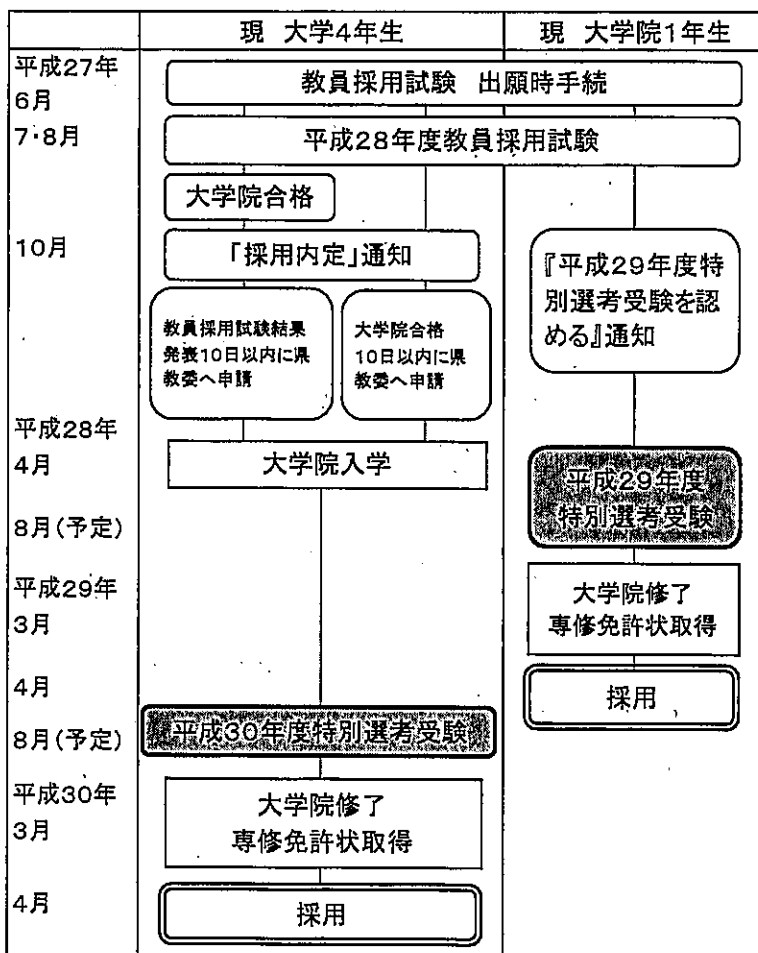 現 大学4年生
現 大学院1年生
平成27年
6月
教員採用試験 出願時手続
7・8月
平成28年度教員採用試験
大学院合格
10月
「採用内定」通知
『平成29年度特
別選考受験を認
める』通知
教員採用試験結果
発表10日以内に県
教委へ申請
大学院合格
10日以内に県
教委へ申請
平成28年
4月
大学院入学
平成29年度
特別選考受験
8月(予定)
平成29年
3月
大学院修了
専修免許状取得
4月
採用
8月(予定)
平成30年度特別選考受験
平成30年
3月
大学院修了
専修免許状取得
4月
採用